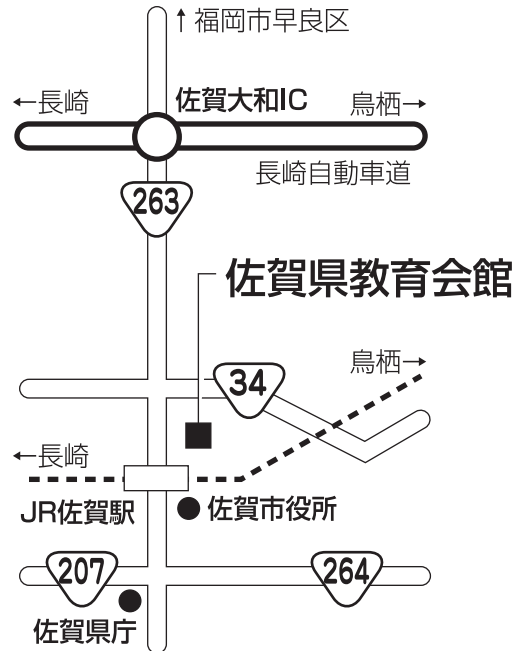 ↑福岡市早良区
←長崎
佐賀大和IC
鳥栖→
長崎自動車道
263
佐賀県教育会館
鳥栖→
34
←長崎
JR佐賀駅
佐賀市役所
207
264
佐賀県庁